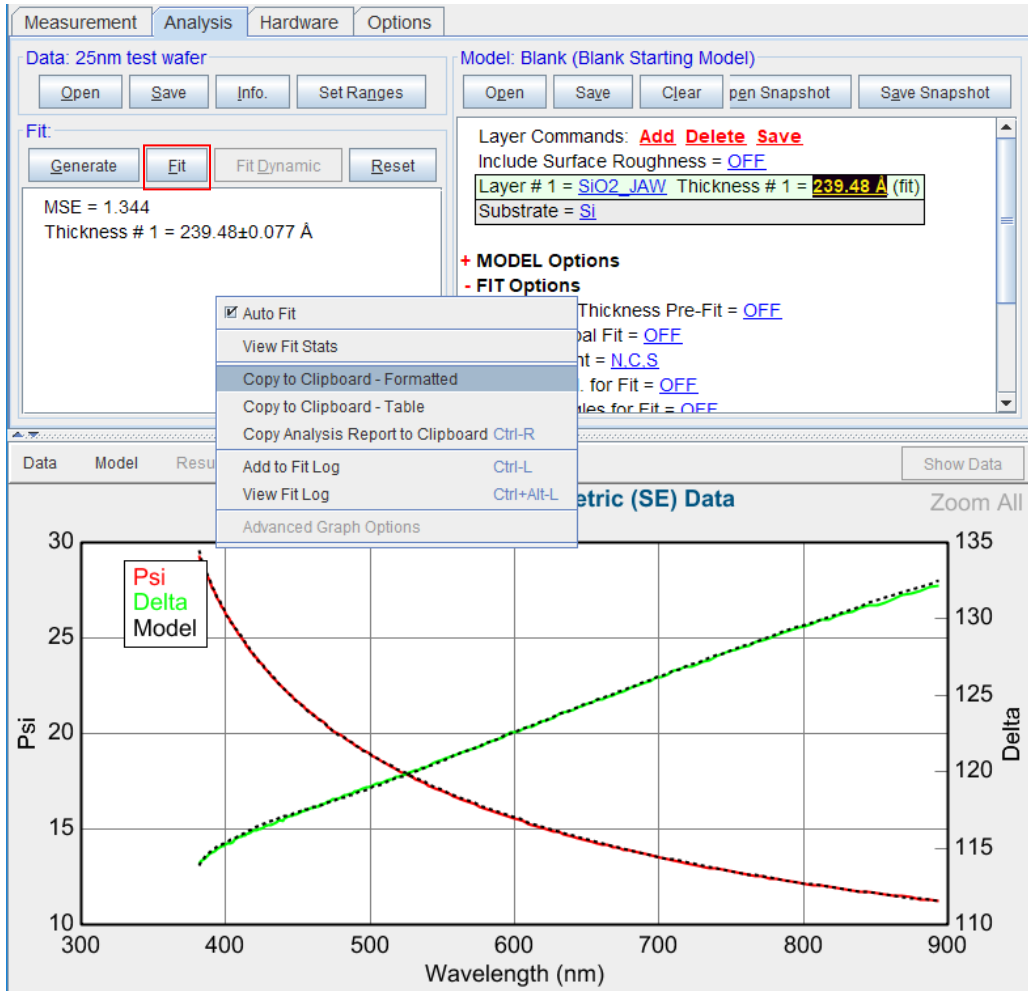 Measurement Analysis Hardware Options
Data: 25nm test wafer
Open Save Info. Set Ranges
Fit:
Generate Fit Fit Dynamic Reset
MSE = 1.344
Thickness # 1 = 239.48±0.077 Å
Model: Blank (Blank Starting Model)
Open Save Clear pen Snapshot Save Snapshot
Layer Commands: Add Delete Save
Include Surface Roughness = OFF
Layer # 1 = SiO2_JAW Thickness # 1 = 239.48 Å (fit)
Substrate = Si
+ MODEL Options
- FIT Options
Thickness Pre-Fit = OFF
bal Fit = OFF
nt = N.C.S
. for Fit = OFF
gles for Fit = OFF
Auto Fit
View Fit Stats
Copy to Clipboard - Formatted
Copy to Clipboard - Table
Copy Analysis Report to Clipboard Ctrl-R
Add to Fit Log Ctrl-L
View Fit Log Ctrl+Alt-L
Advanced Graph Options
Data Model Resu Show Data
etric (SE) Data Zoom All
Psi
Delta
Model
30
25
20
15
10
Psi
135
130
125
120
115
110
Delta
300 400 500 600 700 800 900
Wavelength (nm)